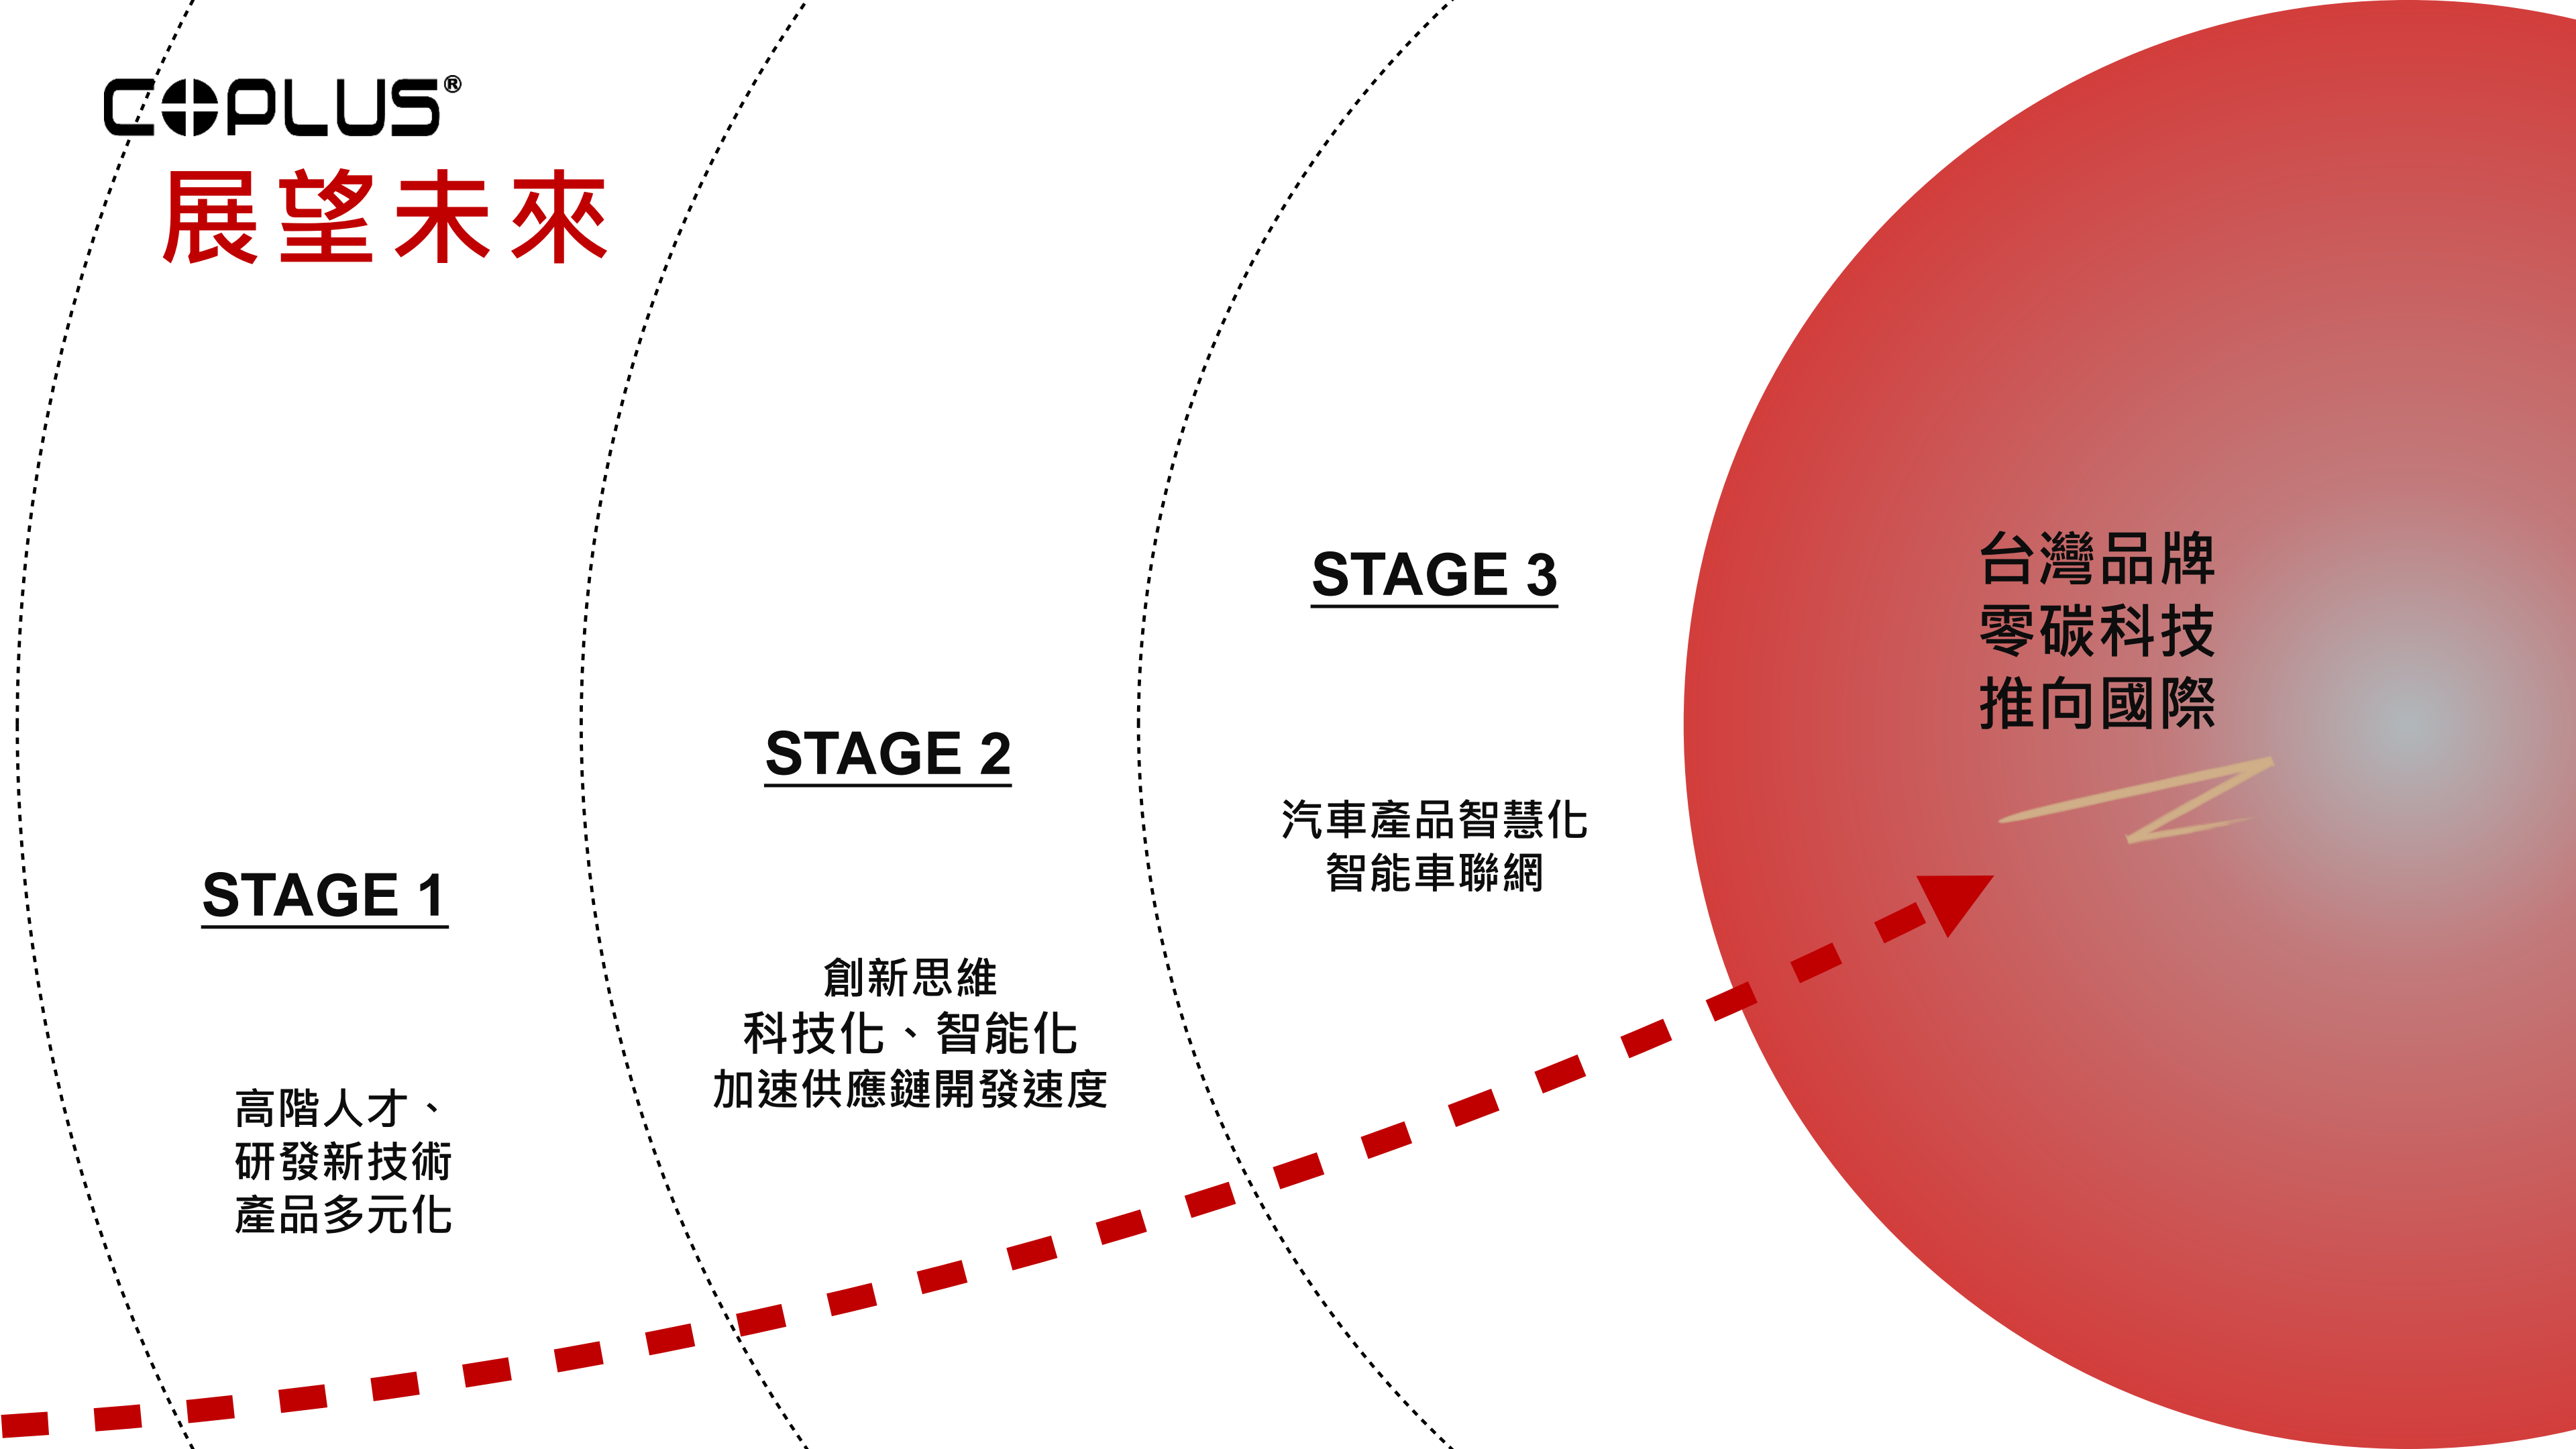 COPLUS®
展望未來
STAGE 1
高階人才、
研發新技術
產品多元化
STAGE 2
創新思維
科技化、智能化
加速供應鏈開發速度
STAGE 3
汽車產品智慧化
智能車聯網
台灣品牌
零碳科技
推向國際